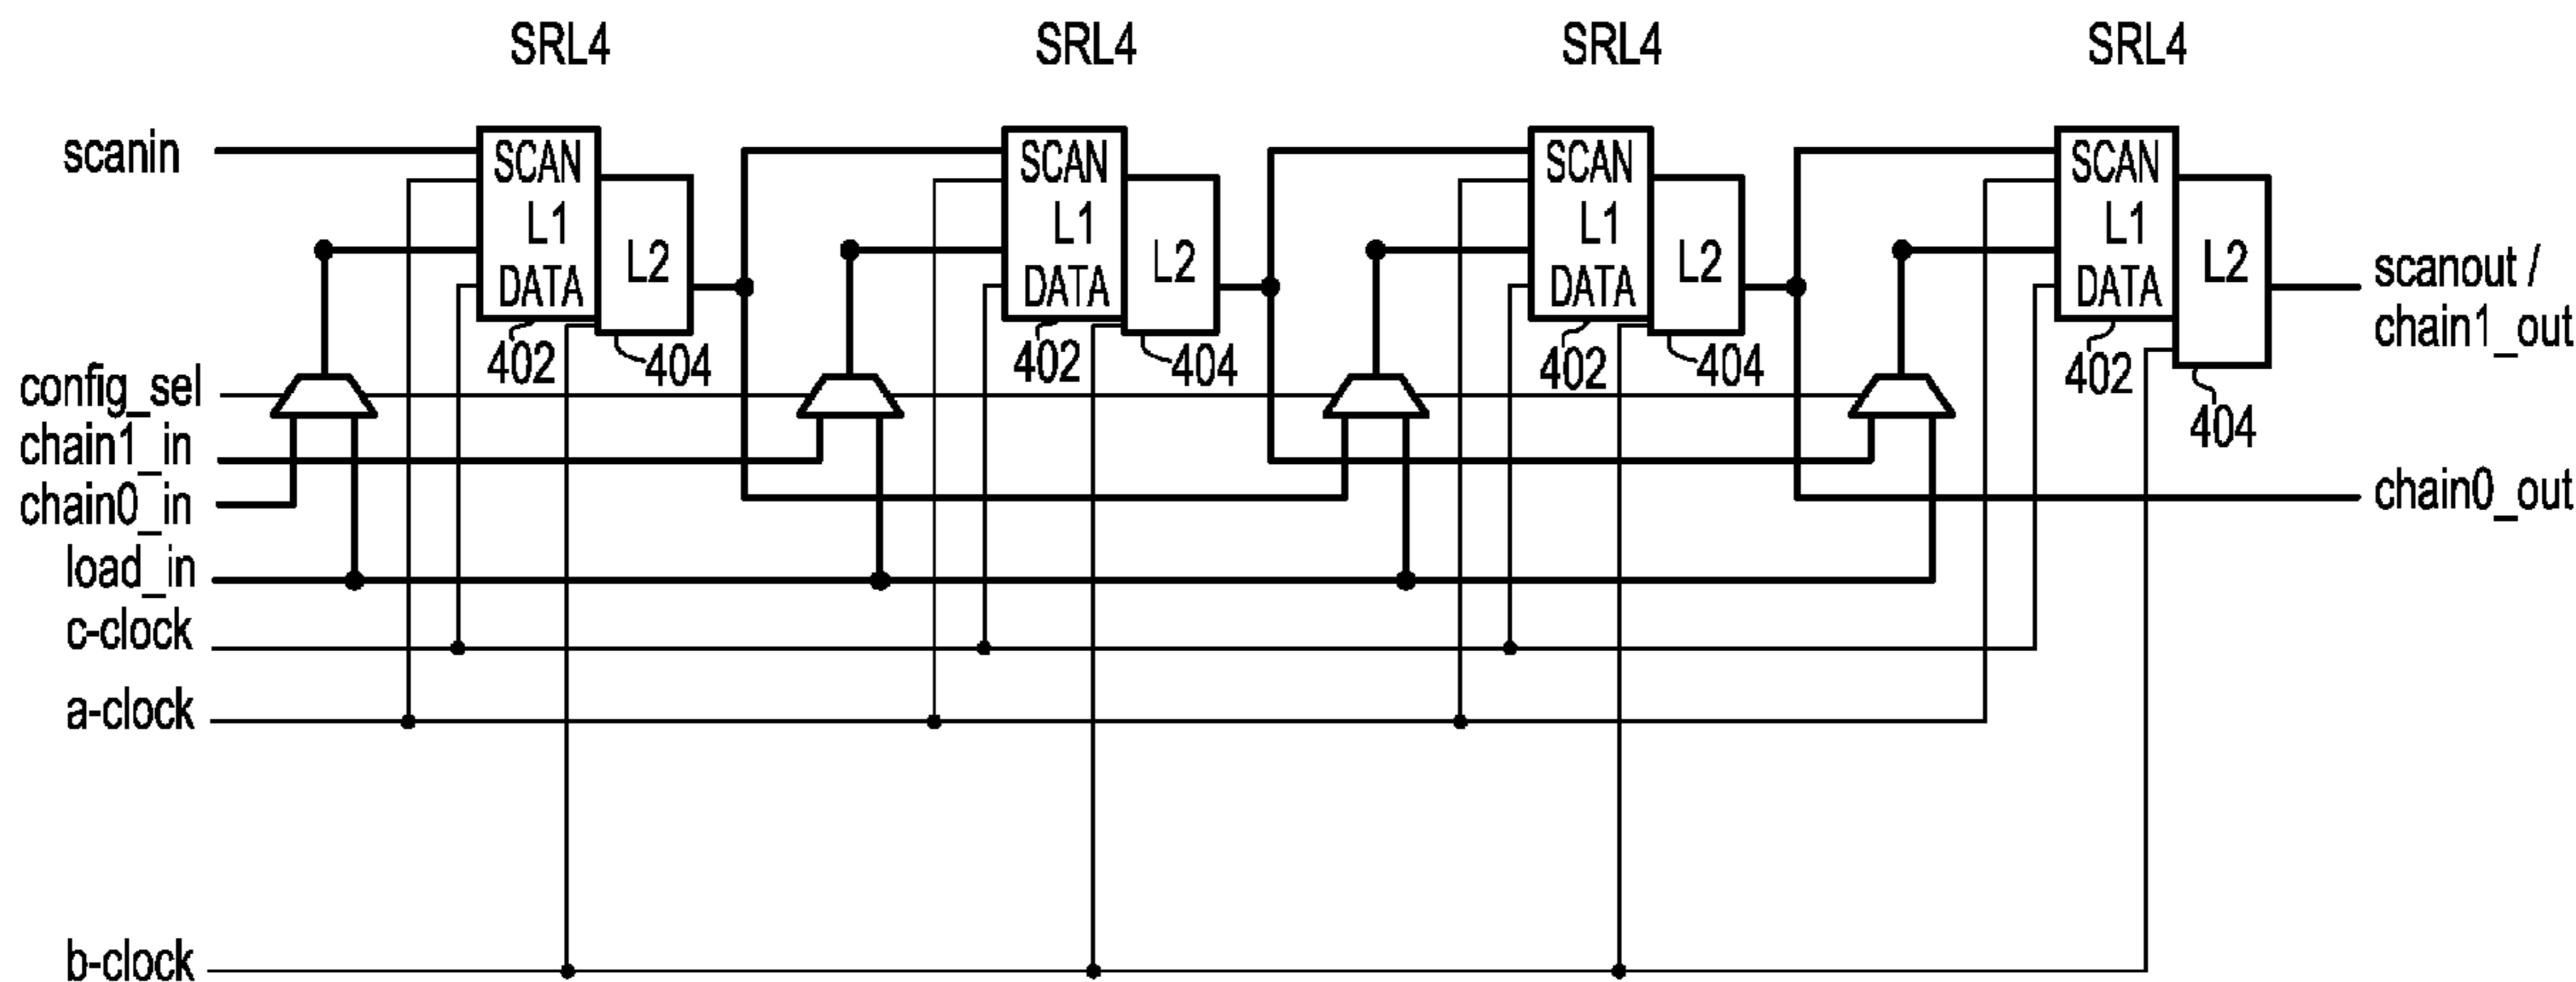 SRL4 SRL4 SRL4 SRL4
scanin
SCAN SCAN SCAN SCAN
L1 L1 L1 L1
L2 L2 L2 L2
DATA DATA DATA DATA
scanout /
chain1_out
402 404 402 404 402 404 402
404
config_sel
chain1_in
chain0_in
chain0_out
load_in
c-clock
a-clock
b-clock